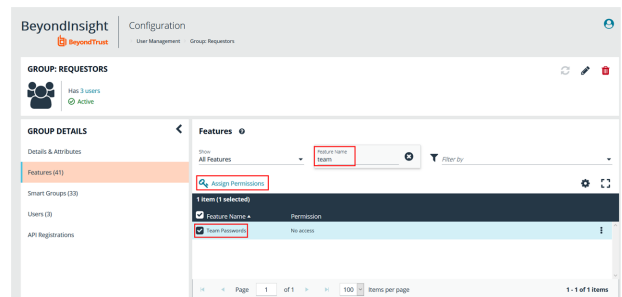 BeyondInsight
BeyondTrust
Configuration
User Management Group: Requestors
GROUP: REQUESTORS
Has 3 users
Active
GROUP DETAILS
Details & Attributes
Features (41)
Smart Groups (33)
Users (3)
API Registrations
Features
Show
All Features
Feature Name
team
Filter by
Assign Permissions
1 item (1 selected)
Feature Name Permission
Team Passwords No access
Page 1 of 1 100 items per page 1 - 1 of 1 items